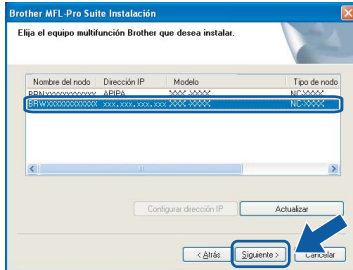 Brother MFL-Pro Suite Instalación
Elija el equipo multifunción Brother que desea instalar.
Nombre del nodo Dirección IP Modelo Tipo de nodo
BRNxxxxxxxxxxxx APIPA XXX-XXXX NC-XXXX
BRWxxxxxxxxxxxx xxx.xxx.xxx.xxx XXX-XXXX NC-XXXX
Configurar dirección IP Actualizar
< Atrás Siguiente > Cancelar